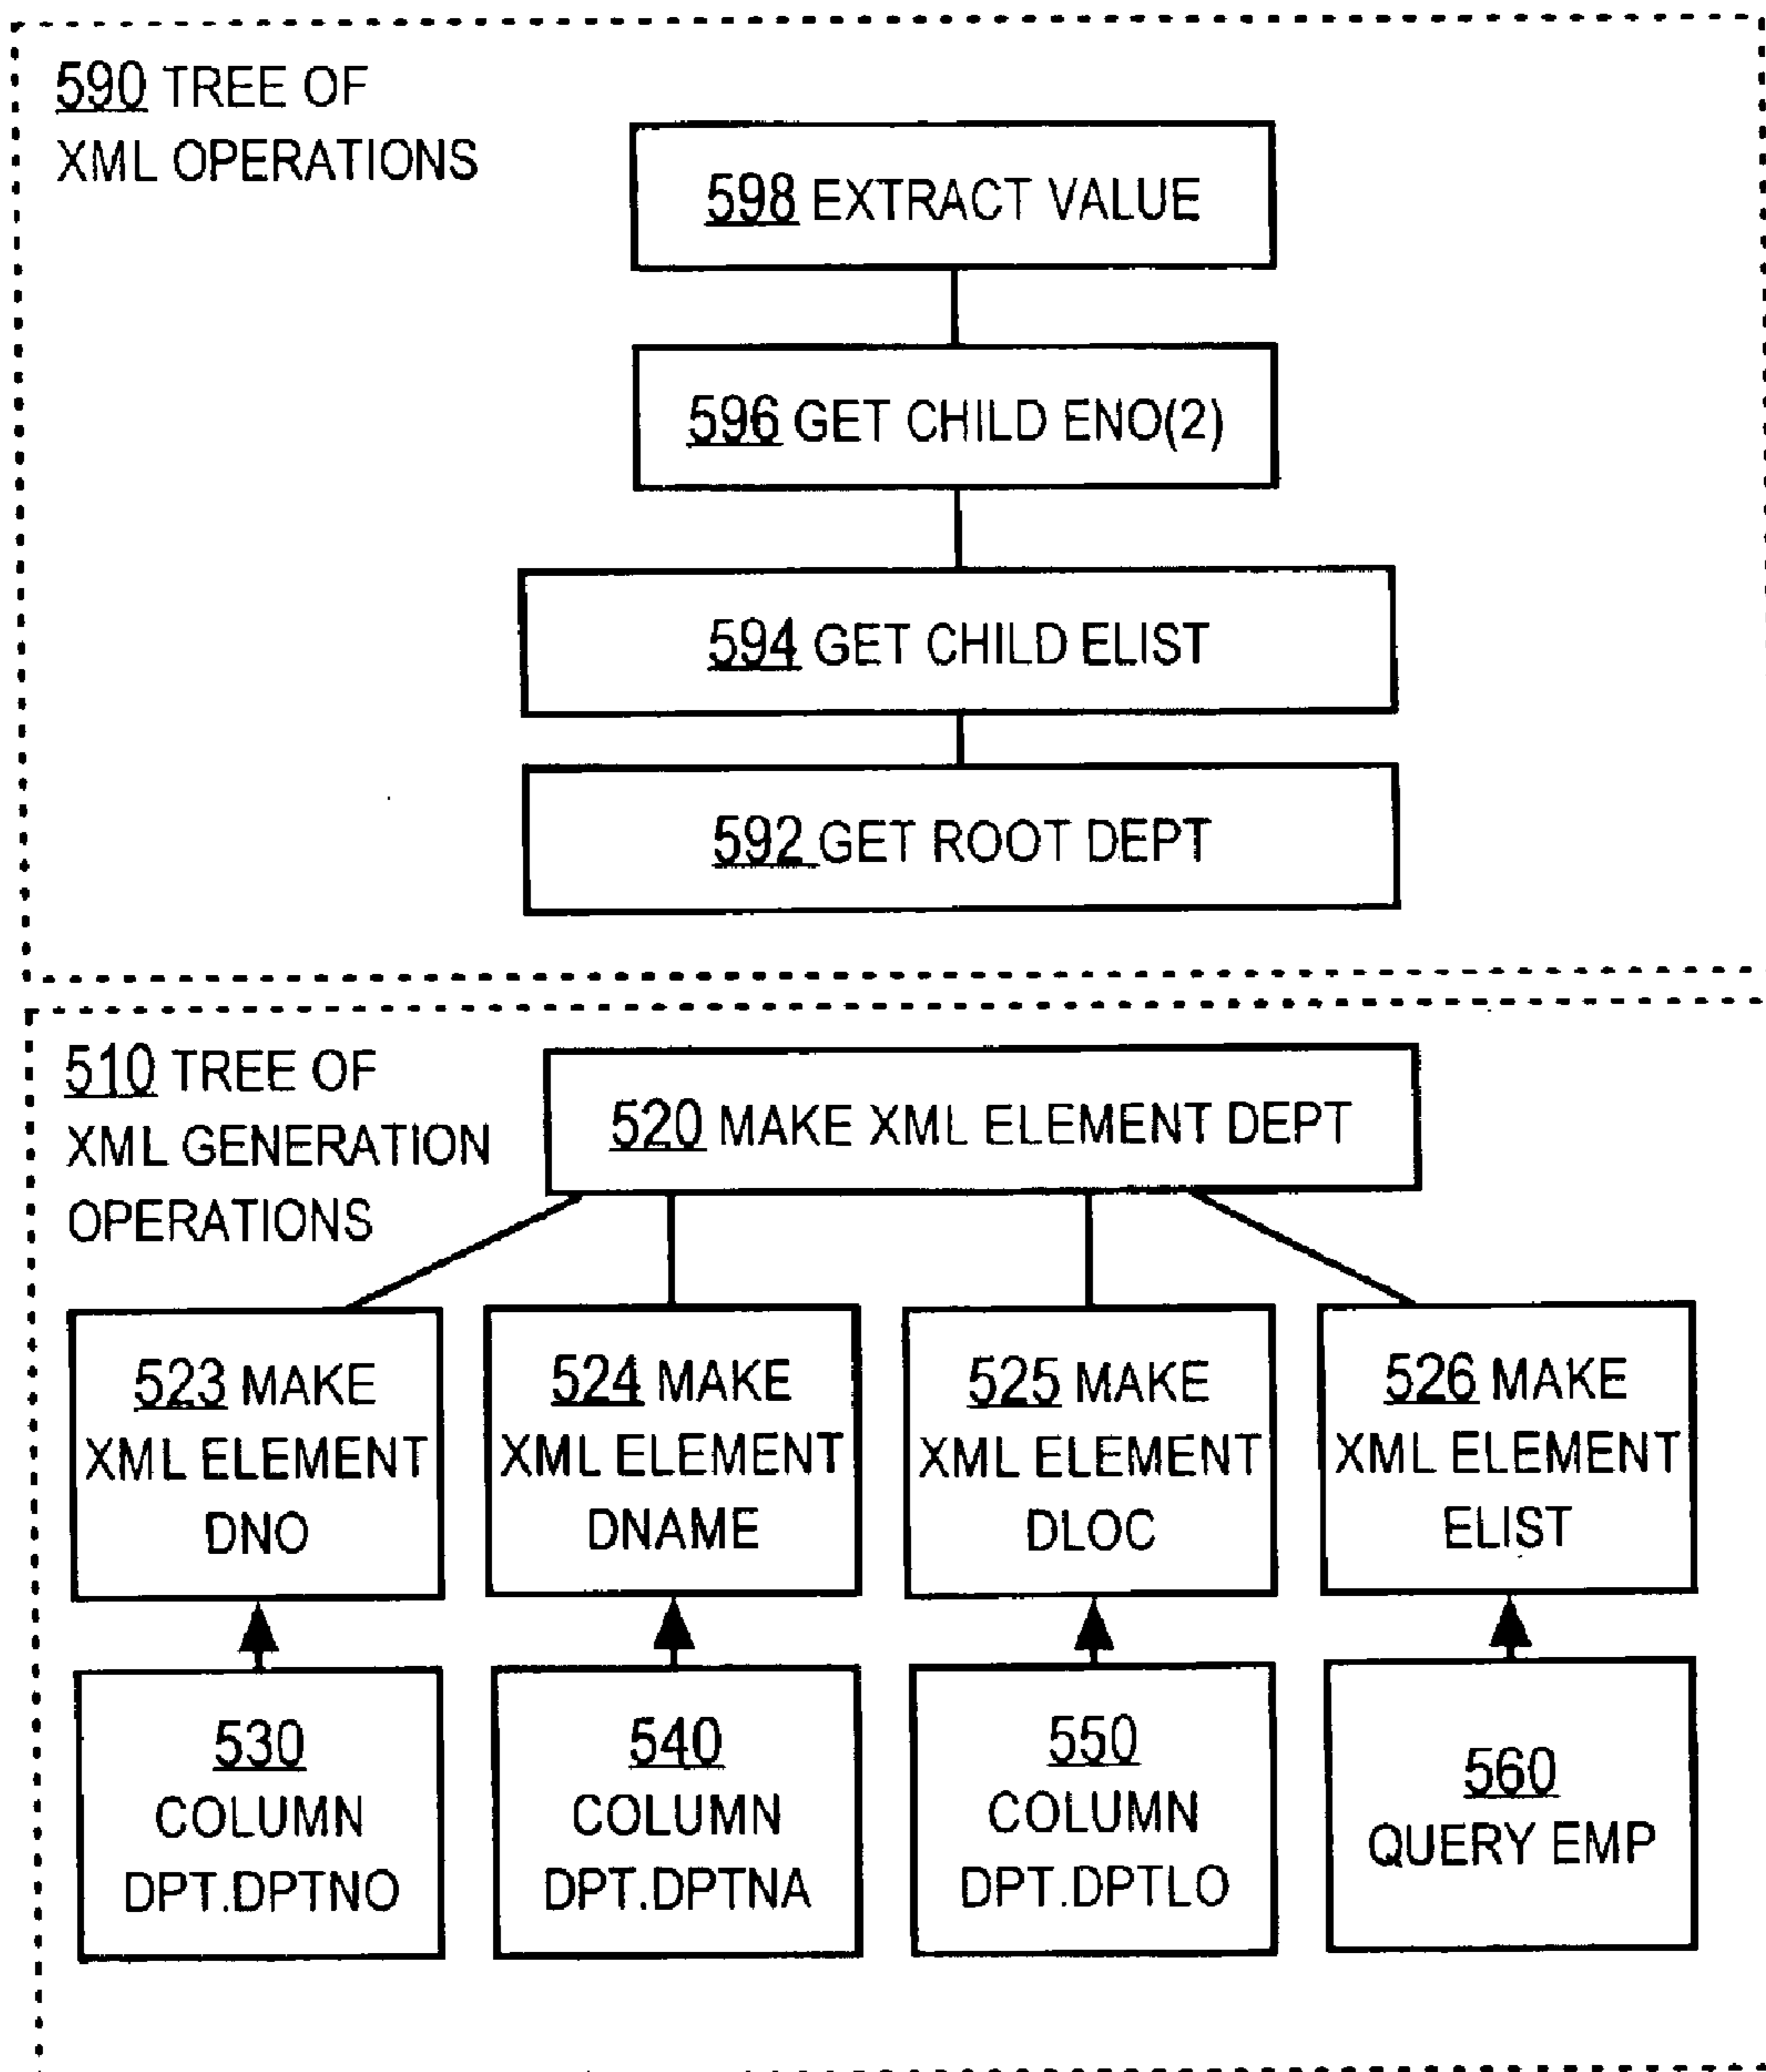 590 TREE OF
XML OPERATIONS
598 EXTRACT VALUE
596 GET CHILD ENO(2)
594 GET CHILD ELIST
592 GET ROOT DEPT
510 TREE OF
XML GENERATION
OPERATIONS
520 MAKE XML ELEMENT DEPT
523 MAKE
XML ELEMENT
DNO
524 MAKE
XML ELEMENT
DNAME
525 MAKE
XML ELEMENT
DLOC
526 MAKE
XML ELEMENT
ELIST
530
COLUMN
DPT.DPTNO
540
COLUMN
DPT.DPTNA
550
COLUMN
DPT.DPTLO
560
QUERY EMP